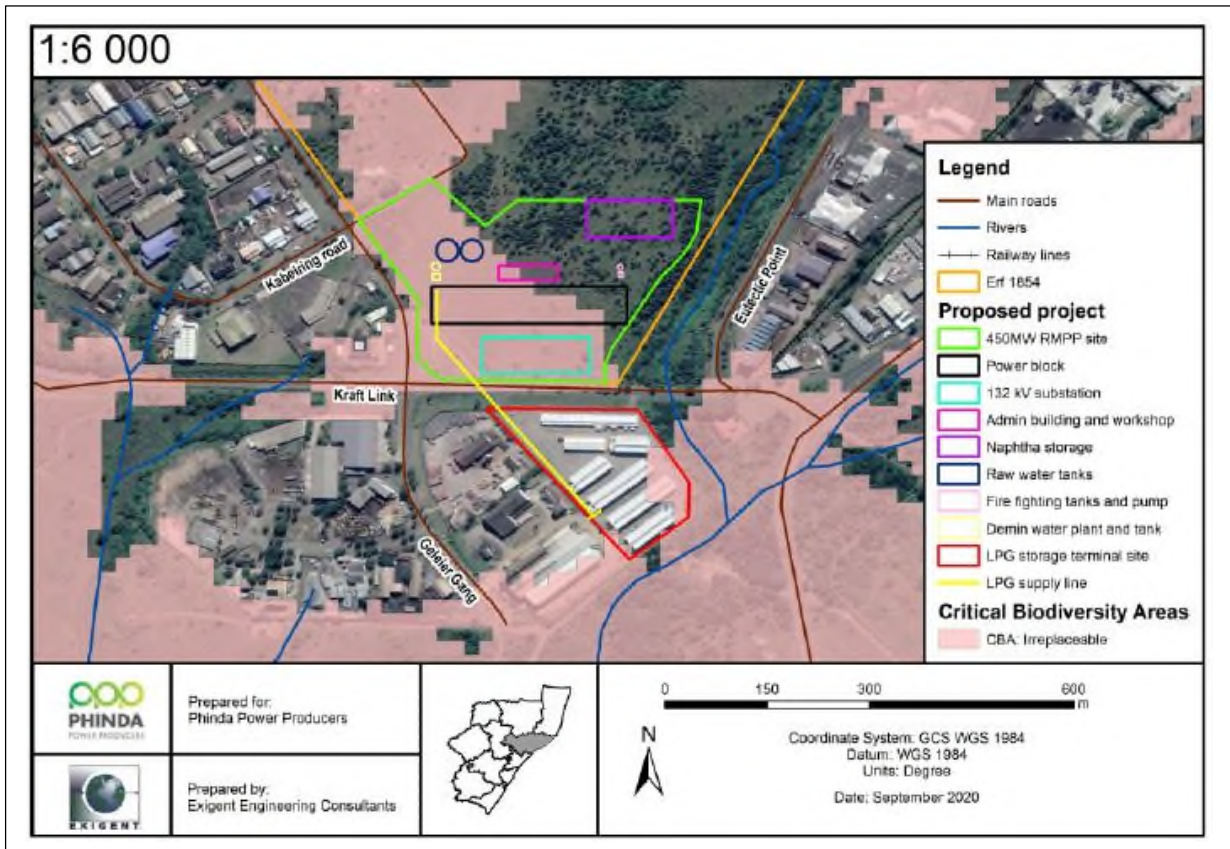 1:6 000
Kabelring road
Eutectic Point
Kraft Link
Geleier Gang
Legend
Main roads
Rivers
Railway lines
Erf 1854
Proposed project
450MW RMPP site
Power block
132 kV substation
Admin building and workshop
Naphtha storage
Raw water tanks
Fire fighting tanks and pump
Demin water plant and tank
LPG storage terminal site
LPG supply line
Critical Biodiversity Areas
CBA: Irreplaceable
PHINDA
POWER PRODUCERS
Prepared for:
Phinda Power Producers
EXIGENT
Prepared by:
Exigent Engineering Consultants
0 150 300 600
m
N
Coordinate System: GCS WGS 1984
Datum: WGS 1984
Units: Degree
Date: September 2020